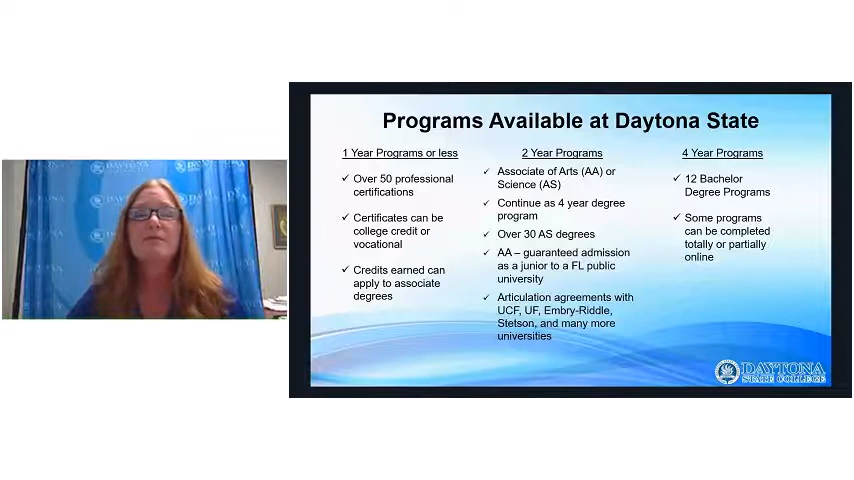 Programs Available at Daytona State
1 Year Programs or less
✓ Over 50 professional
certifications
✓ Certificates can be
college credit or
vocational
✓ Credits earned can
apply to associate
degrees
2 Year Programs
✓ Associate of Arts (AA) or
Science (AS)
✓ Continue as 4 year degree
program
✓ Over 30 AS degrees
✓ AA – guaranteed admission
as a junior to a FL public
university
✓ Articulation agreements with
UCF, UF, Embry-Riddle,
Stetson, and many more
universities
4 Year Programs
✓ 12 Bachelor
Degree Programs
✓ Some programs
can be completed
totally or partially
online
DAYTONA
STATE COLLEGE